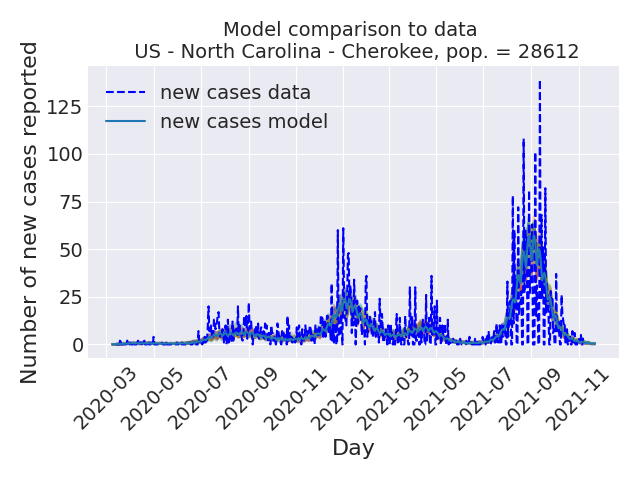 Model comparison to data
US - North Carolina - Cherokee, pop. = 28612
Number of new cases reported
new cases data
new cases model
125
100
75
50
25
0
2020-03
2020-05
2020-07
2020-09
2020-11
2021-01
2021-03
2021-05
2021-07
2021-09
2021-11
Day